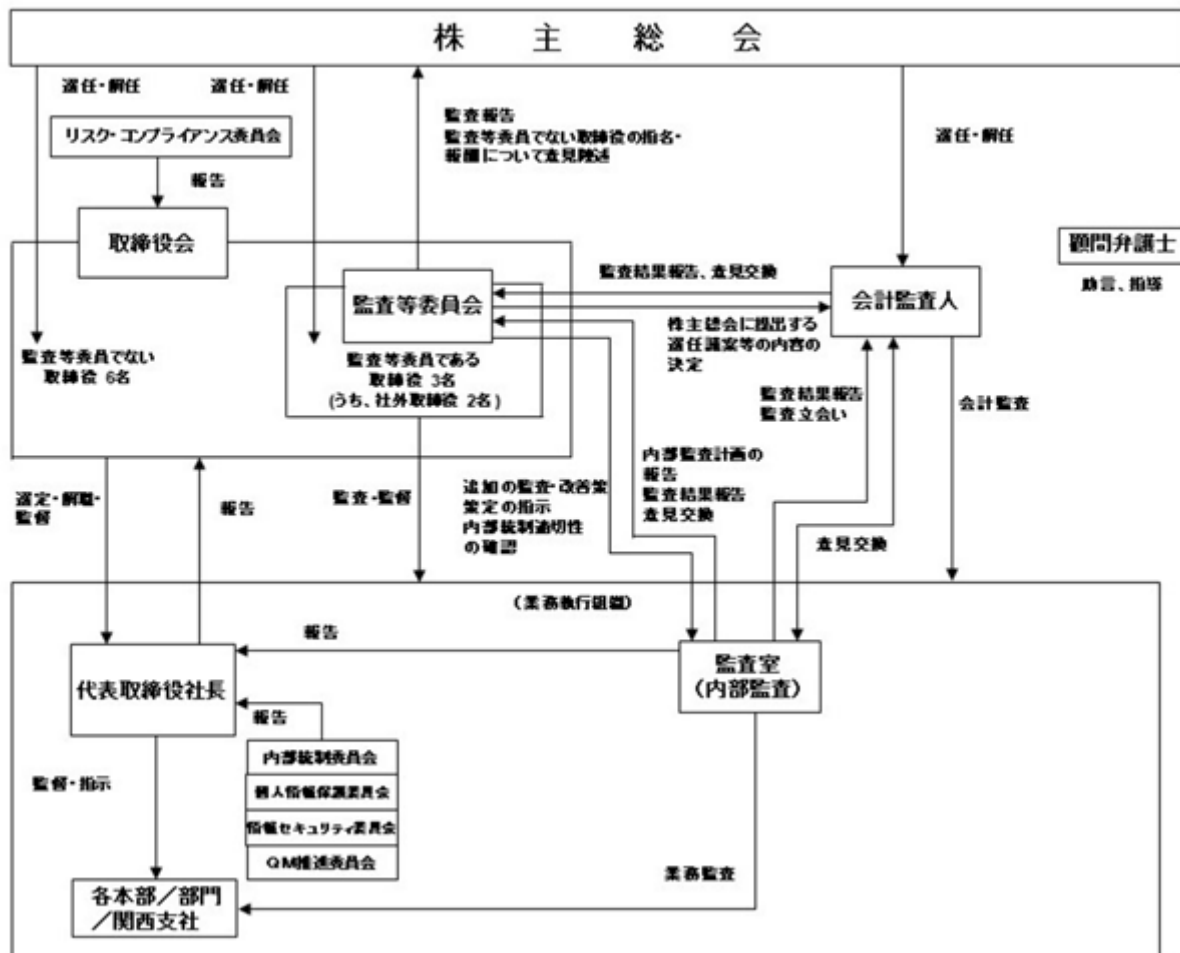 株主総会
選任・解任
選任・解任
リスク・コンプライアンス委員会
報告
監査報告
監査等委員でない取締役の指名・
報酬について意見陳述
選任・解任
取締役会
顧問弁護士
助言、指導
監査等委員会
監査結果報告、意見交換
会計監査人
株主総会に提出する
選任議案等の内容の
決定
監査等委員でない
取締役 6名
監査等委員である
取締役 3名
(うち、社外取締役 2名)
監査結果報告
監査立会い
会計監査
選定・解職・
監督
報告
監査・監督
追加の監査・改善策
策定の指示
内部統制適切性
の確認
内部監査計画の
報告
監査結果報告
意見交換
意見交換
(業務執行組織)
報告
代表取締役社長
監査室
(内部監査)
報告
監督・指示
内部統制委員会
個人情報保護委員会
情報セキュリティ委員会
QM推進委員会
業務監査
各本部/部門
/関西支社